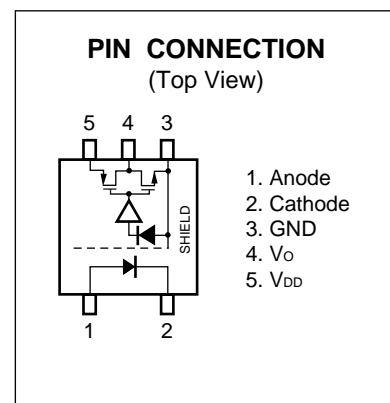 PIN CONNECTION
(Top View)
5 4 3
SHIELD
1 2
1. Anode
2. Cathode
3. GND
4. VO
5. VDD